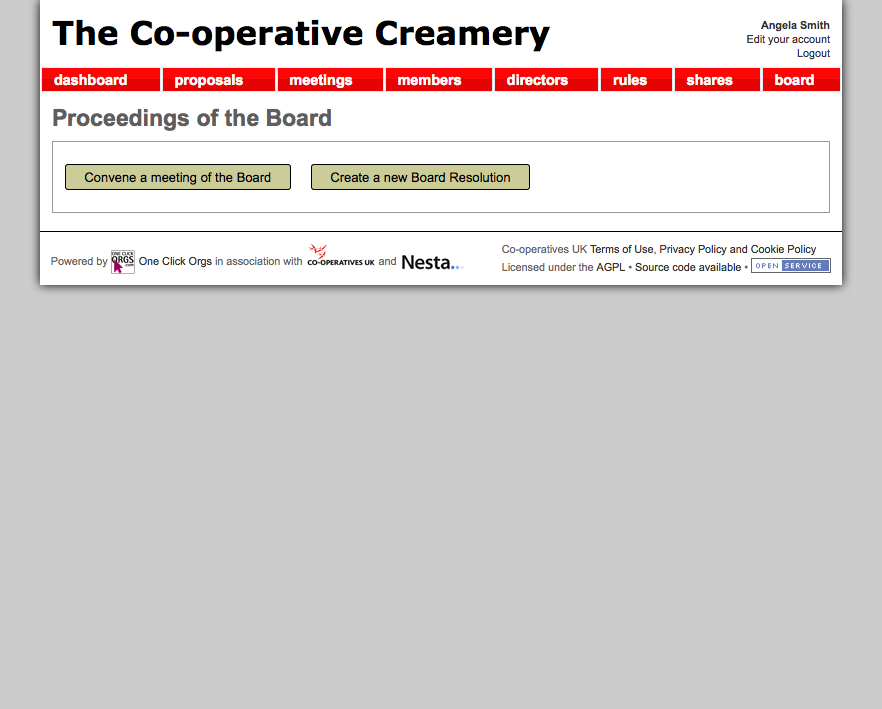 The Co-operative Creamery
Angela Smith
Edit your account
Logout
dashboard proposals meetings members directors rules shares board
Proceedings of the Board
Convene a meeting of the Board Create a new Board Resolution
Powered by ONE CLICK ORGS .com One Click Orgs in association with CO-OPERATIVES UK and Nesta...
Co-operatives UK Terms of Use, Privacy Policy and Cookie Policy
Licensed under the AGPL • Source code available • OPEN SERVICE